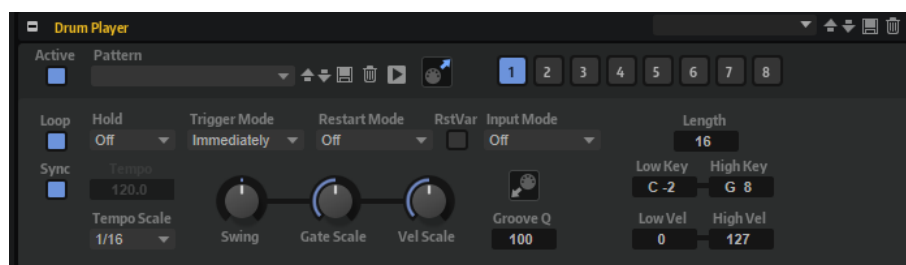 Drum Player
Active Pattern
1 2 3 4 5 6 7 8
Loop Hold Trigger Mode Restart Mode RstVar Input Mode Length
Off Immediately Off Off 16
Sync Tempo Low Key High Key
120.0 C -2 G 8
Tempo Scale Groove Q Low Vel High Vel
1/16 Swing Gate Scale Vel Scale 100 0 127